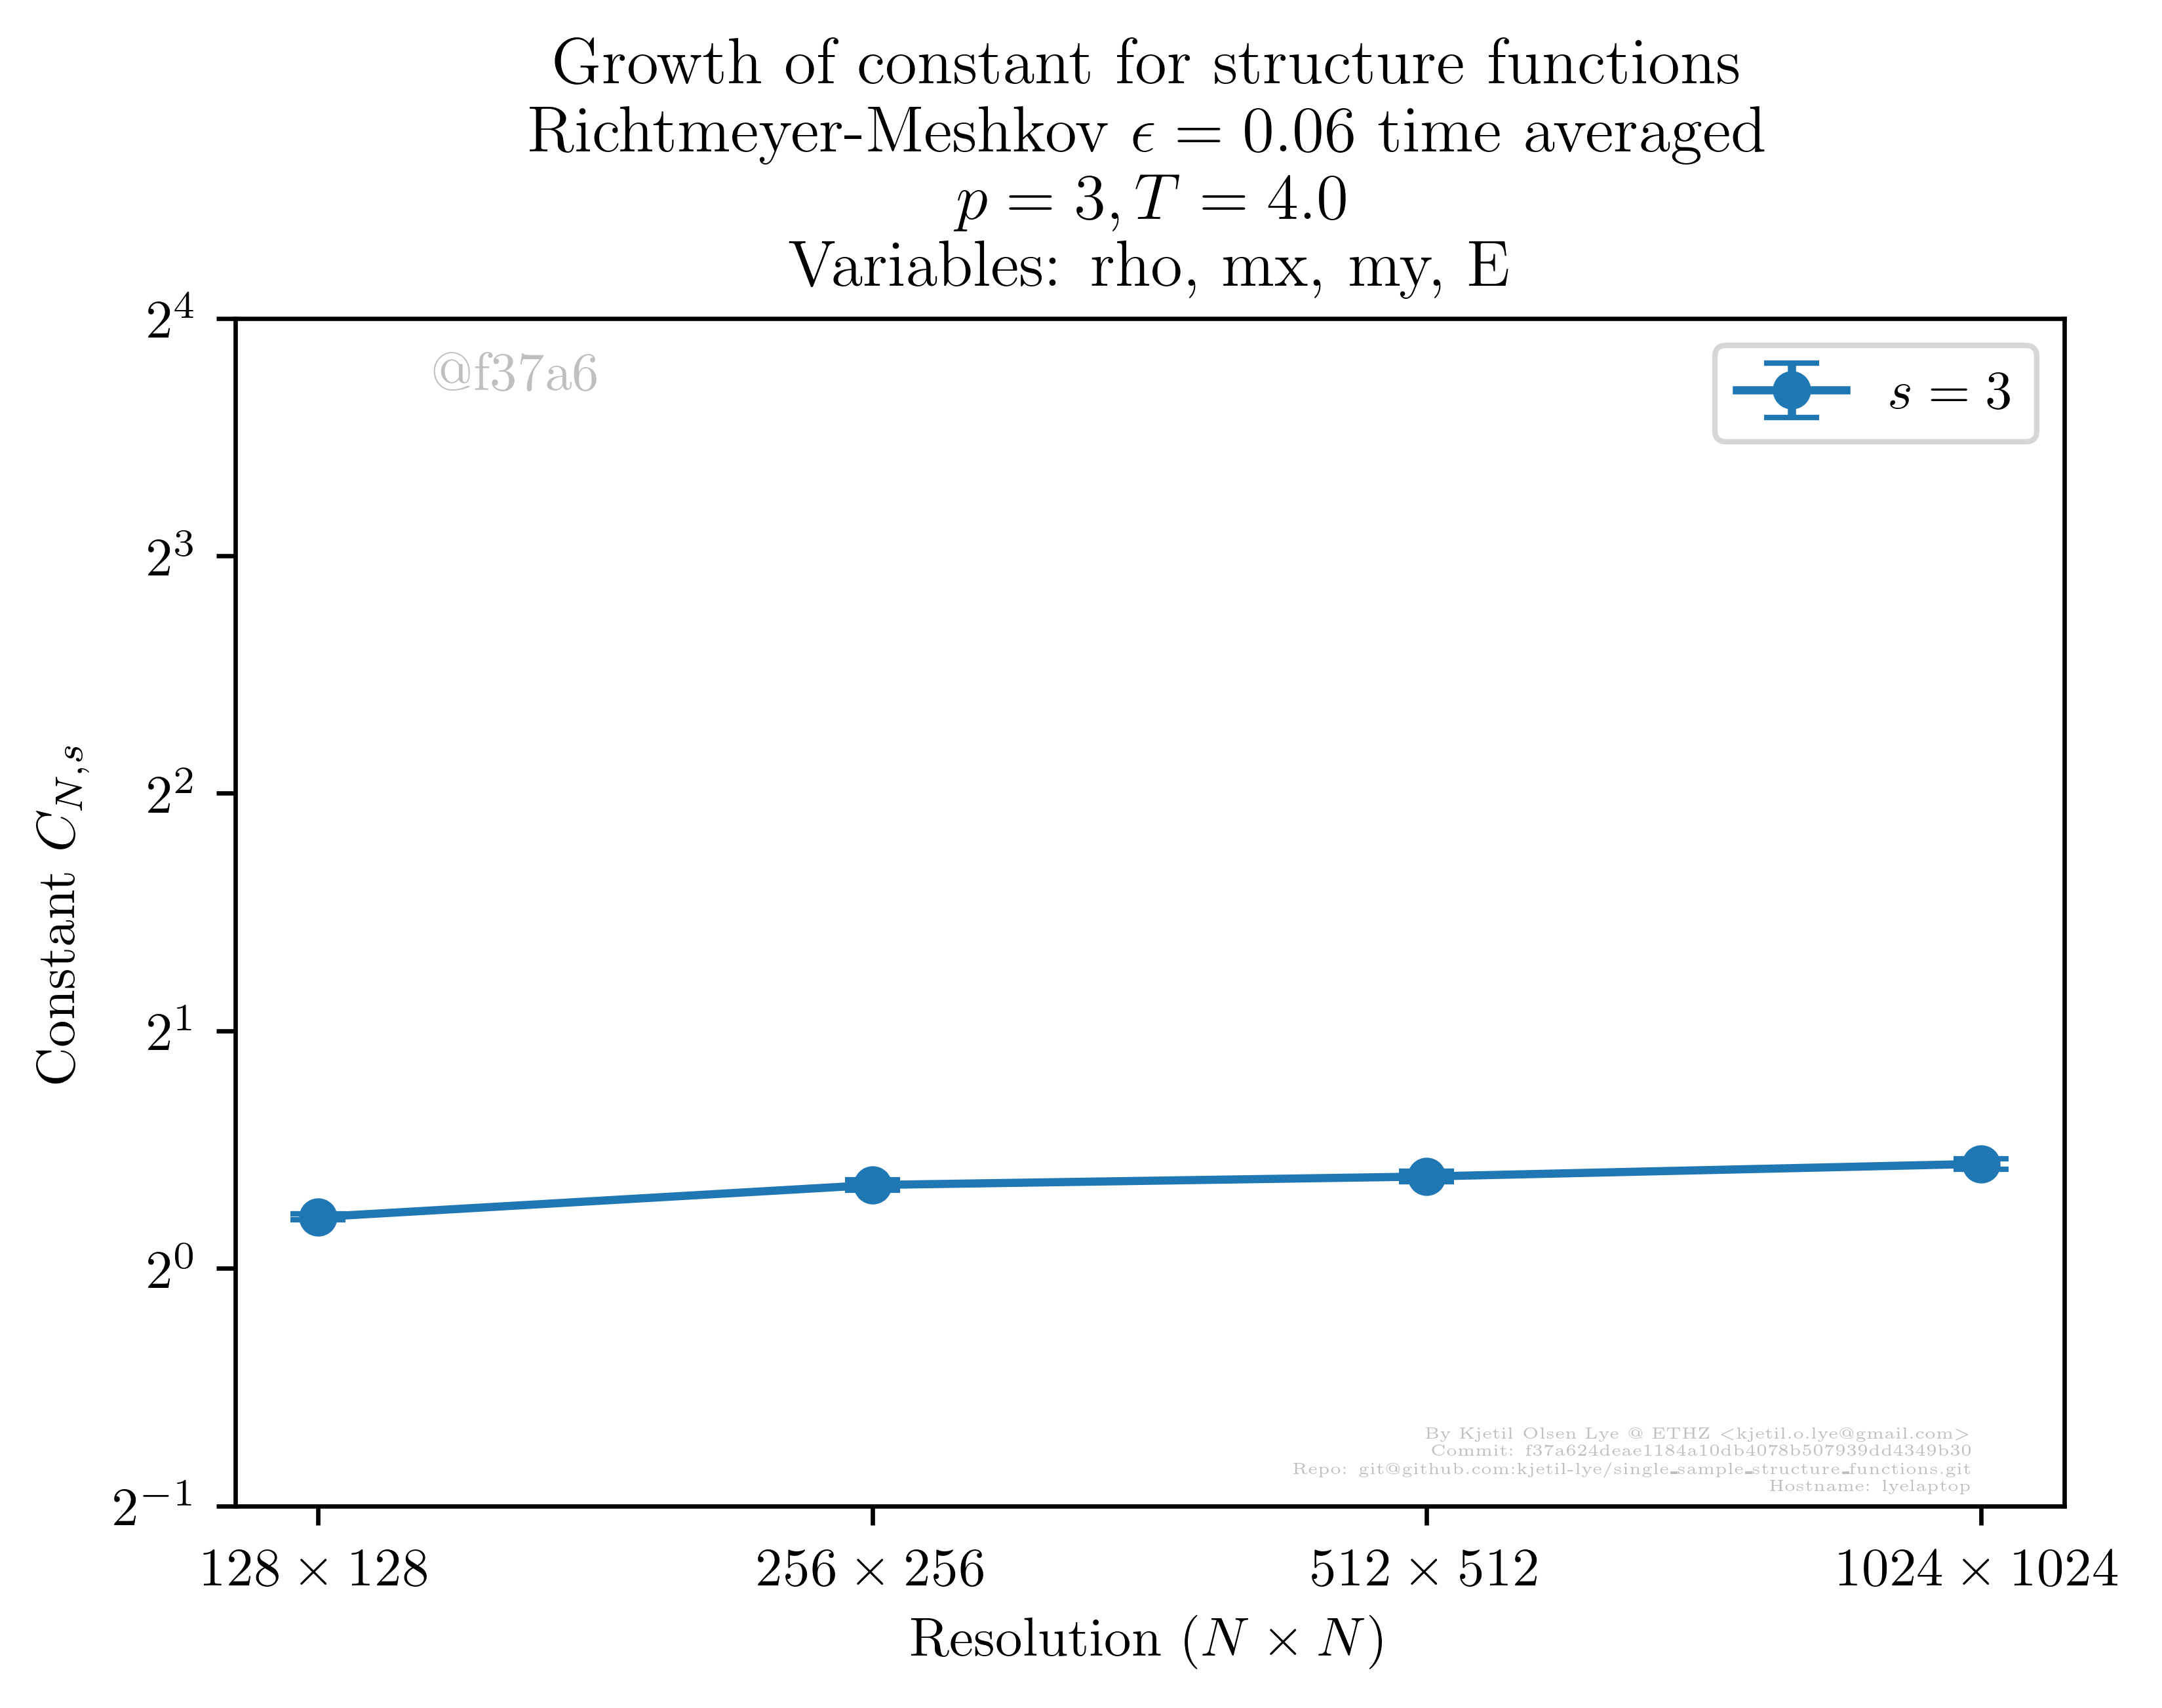 Growth of constant for structure functions
Richtmeyer-Meshkov ϵ = 0.06 time averaged
p = 3, T = 4.0
Variables: rho, mx, my, E
@f37a6
s = 3
2^4
2^3
2^2
2^1
2^0
2^−1
Constant C_{N,s}
By Kjetil Olsen Lye @ ETHZ <kjetil.o.lye@gmail.com>
Commit: f37a624deae1184a10db4078b507939dd4349b30
Repo: git@github.com:kjetil-lye/single_sample_structure_functions.git
Hostname: lyelaptop
128 × 128
256 × 256
512 × 512
1024 × 1024
Resolution (N × N)